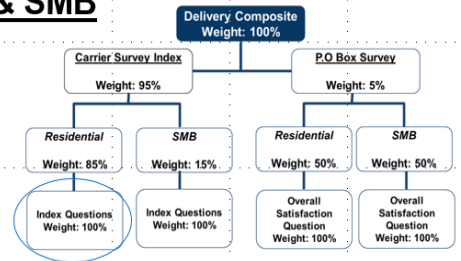 & SMB
Delivery Composite
Weight: 100%
Carrier Survey Index
Weight: 95%
P.O Box Survey
Weight: 5%
Residential
Weight: 85%
SMB
Weight: 15%
Residential
Weight: 50%
SMB
Weight: 50%
Index Questions
Weight: 100%
Index Questions
Weight: 100%
Overall
Satisfaction
Question
Weight: 100%
Overall
Satisfaction
Question
Weight: 100%